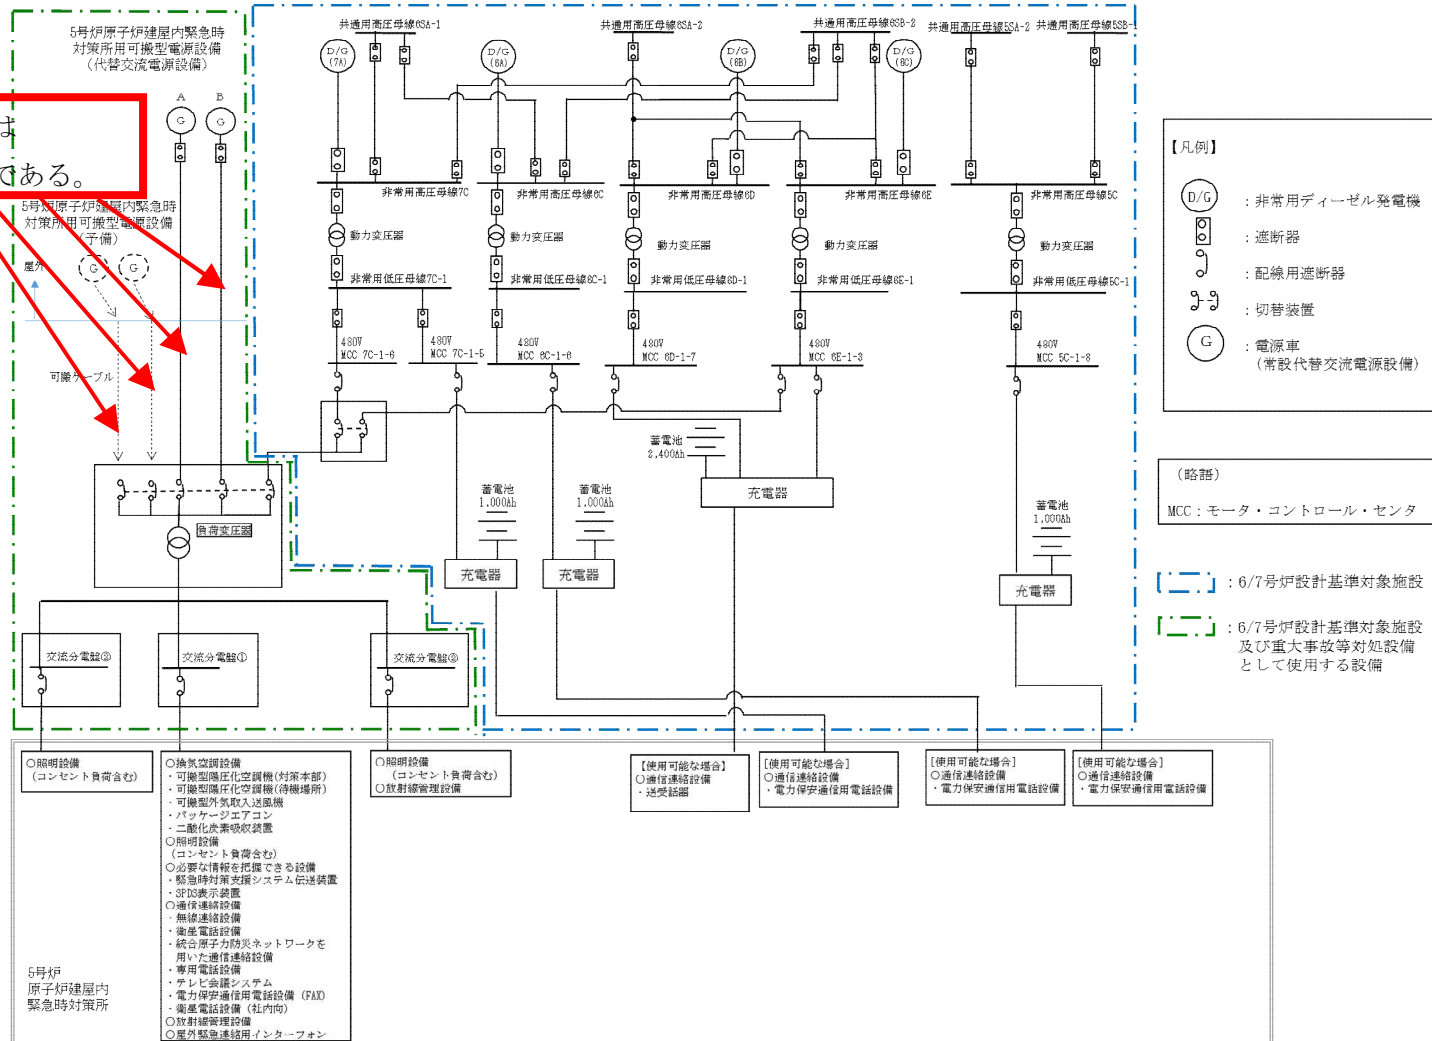 5号炉原子炉建屋内緊急時
対策所用可搬型電源設備
(代替交流電源設備)
A
B
G
G
は
である。
5号炉原子炉建屋内緊急時
対策所用可搬型電源設備
(予備)
屋外
G
G
可搬ケーブル
負荷変圧器
交流分電盤③
交流分電盤①
交流分電盤②
共通用高圧母線6SA-1
共通用高圧母線6SA-2
共通用高圧母線6SB-2
共通用高圧母線5SA-2
共通用高圧母線5SB-
D/G
(7A)
D/G
(6A)
D/G
(6B)
D/G
(6C)
非常用高圧母線7C
非常用高圧母線6C
非常用高圧母線6D
非常用高圧母線6E
非常用高圧母線5C
動力変圧器
動力変圧器
動力変圧器
動力変圧器
動力変圧器
非常用低圧母線7C-1
非常用低圧母線6C-1
非常用低圧母線6D-1
非常用低圧母線6E-1
非常用低圧母線5C-1
480V
MCC 7C-1-6
MCC 7C-1-5
480V
MCC 6C-1-6
480V
MCC 6D-1-7
480V
MCC 6E-1-3
480V
MCC 5C-1-8
蓄電池
2,400Ah
蓄電池
1,000Ah
蓄電池
1,000Ah
蓄電池
1,000Ah
充電器
充電器
充電器
充電器
【凡例】
D/G
:非常用ディーゼル発電機
:遮断器
:配線用遮断器
:切替装置
G
:電源車
(常設代替交流電源設備)
(略語)
MCC:モータ・コントロール・センタ
:6/7号炉設計基準対象施設
:6/7号炉設計基準対象施設
及び重大事故等対処設備
として使用する設備
○照明設備
(コンセント負荷含む)
○換気空調設備
・可搬型陽圧化空調機(対策本部)
・可搬型陽圧化空調機(待機場所)
・可搬型外気取入送風機
・パッケージエアコン
・二酸化炭素吸収装置
○照明設備
(コンセント負荷含む)
○必要な情報を把握できる設備
・緊急時対策支援システム伝送装置
・SPDS表示装置
○通信連絡設備
・無線連絡設備
・衛星電話設備
・統合原子力防災ネットワークを
用いた通信連絡設備
・専用電話設備
・テレビ会議システム
・電力保安通信用電話設備(FAX)
・衛星電話設備(社内向)
○放射線管理設備
○屋外緊急連絡用インターフォン
○照明設備
(コンセント負荷含む)
○放射線管理設備
【使用可能な場合】
○通信連絡設備
・送受話器
[使用可能な場合]
○通信連絡設備
・電力保安通信用電話設備
[使用可能な場合]
○通信連絡設備
・電力保安通信用電話設備
[使用可能な場合]
○通信連絡設備
・電力保安通信用電話設備
5号炉
原子炉建屋内
緊急時対策所